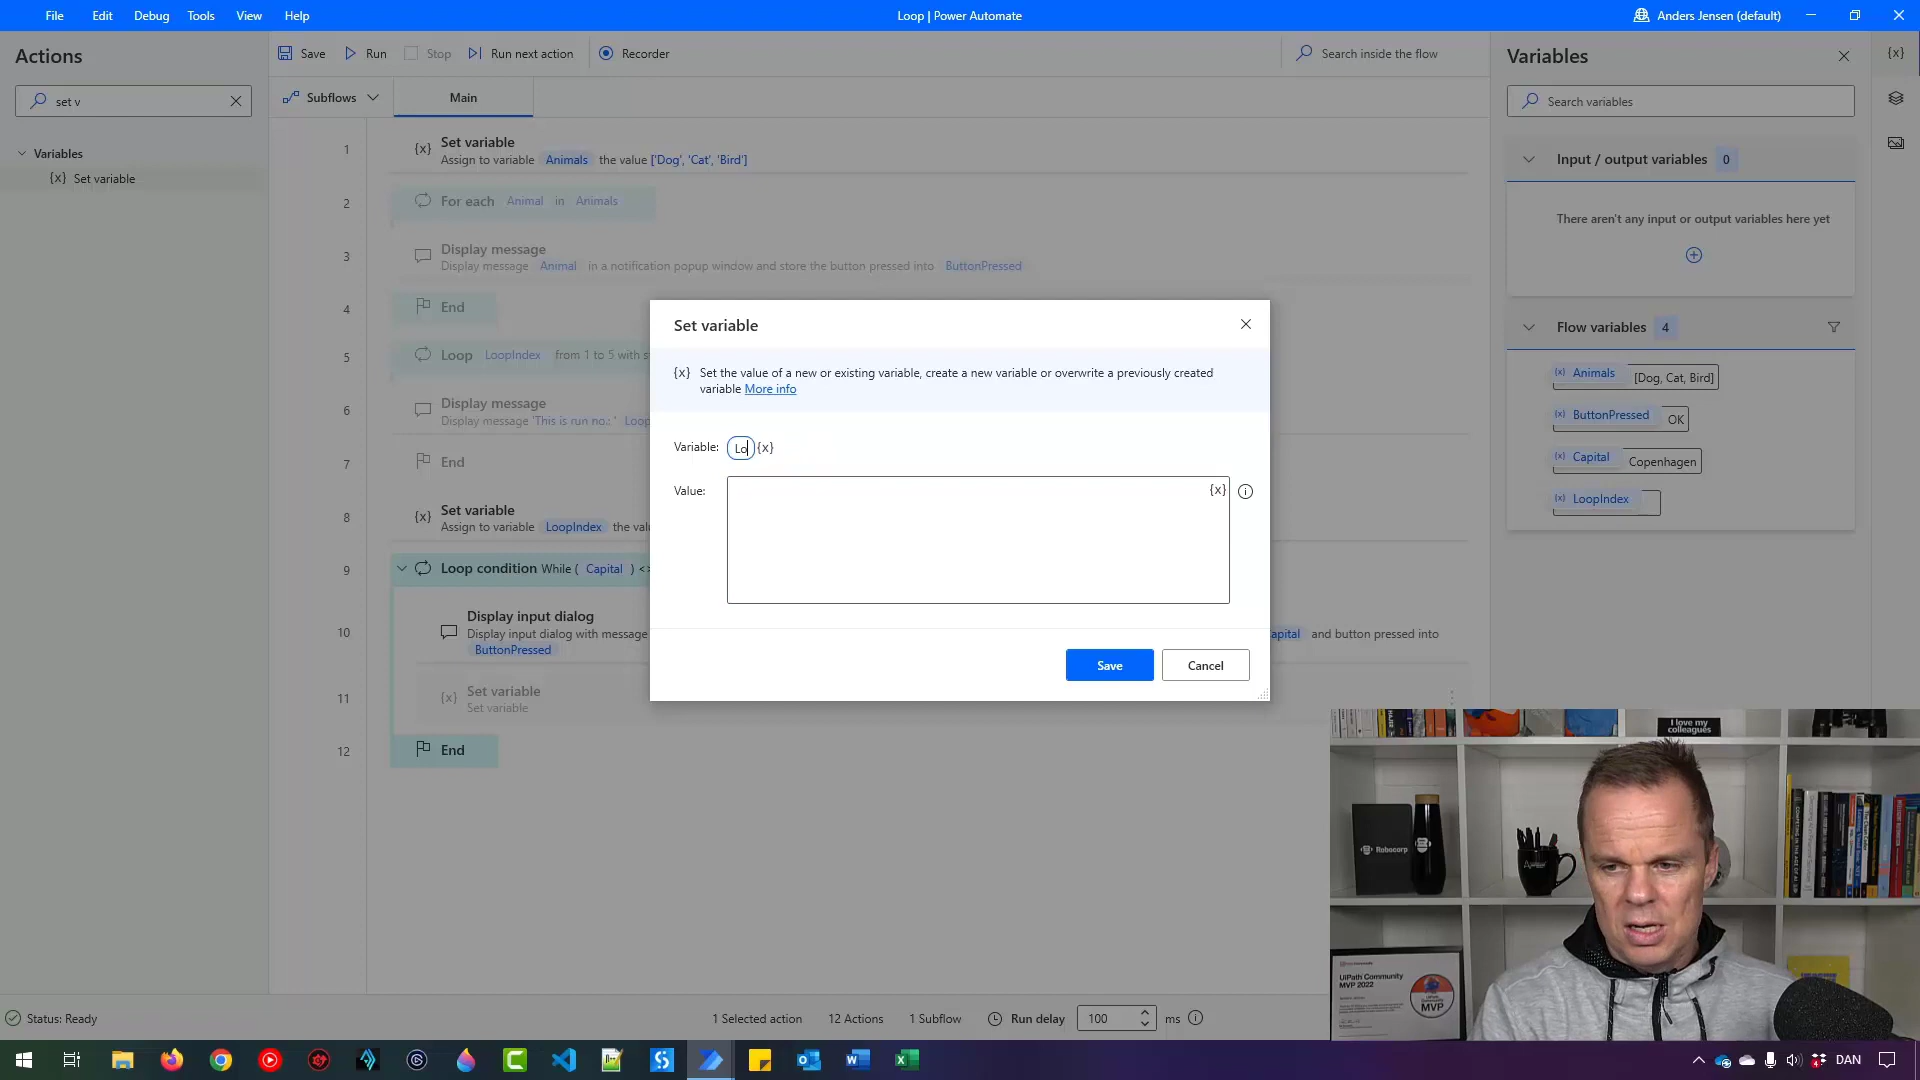 File Edit Debug Tools View Help
Loop | Power Automate
Anders Jensen (default)
Actions
set v
Variables
{x} Set variable
Save Run Stop Run next action Recorder
Search inside the flow
Subflows Main
1 {x} Set variable
Assign to variable Animals the value ['Dog', 'Cat', 'Bird']
2 For each Animal in Animals
3 Display message
Display message Animal in a notification popup window and store the button pressed into ButtonPressed
4 End
5 Loop LoopIndex from 1 to 5 with
6 Display message
Display message 'This is run no.: ' Loop
7 End
8 {x} Set variable
Assign to variable LoopIndex the
9 Loop condition While ( Capital ) <>
10 Display input dialog
Display input dialog with message
and button pressed into
ButtonPressed
11 {x} Set variable
Set variable
12 End
Set variable
{x} Set the value of a new or existing variable, create a new variable or overwrite a previously created
variable More info
Variable: Lo {x}
Value: {x}
Save Cancel
Variables
{x}
Search variables
Input / output variables 0
There aren't any input or output variables here yet
Flow variables 4
(x) Animals [Dog, Cat, Bird]
(x) ButtonPressed OK
(x) Capital Copenhagen
(x) LoopIndex
I love my
colleagues
Robocorp
UiPath Community
MVP 2022
MVP
Status: Ready
1 Selected action 12 Actions 1 Subflow Run delay 100 ms
DAN